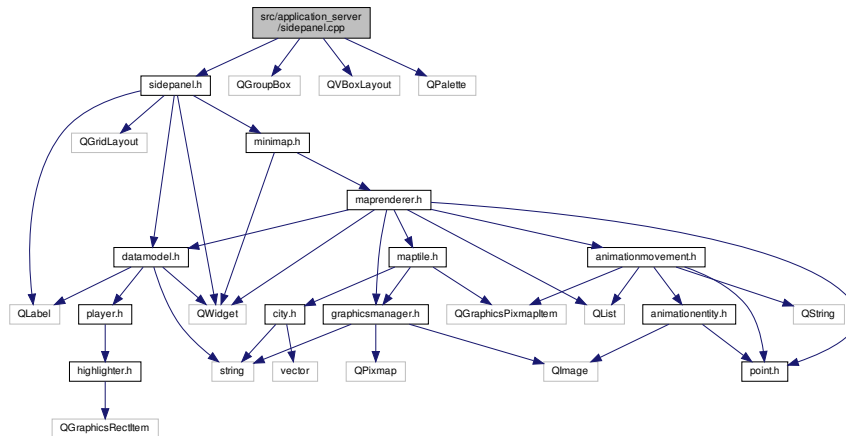 src/application_server
/sidepanel.cpp
sidepanel.h
QGroupBox
QVBoxLayout
QPalette
QGridLayout
minimap.h
maprenderer.h
datamodel.h
maptile.h
animationmovement.h
QLabel
player.h
QWidget
city.h
graphicsmanager.h
QGraphicsPixmapItem
QList
animationentity.h
QString
highlighter.h
string
vector
QPixmap
QImage
point.h
QGraphicsRectItem